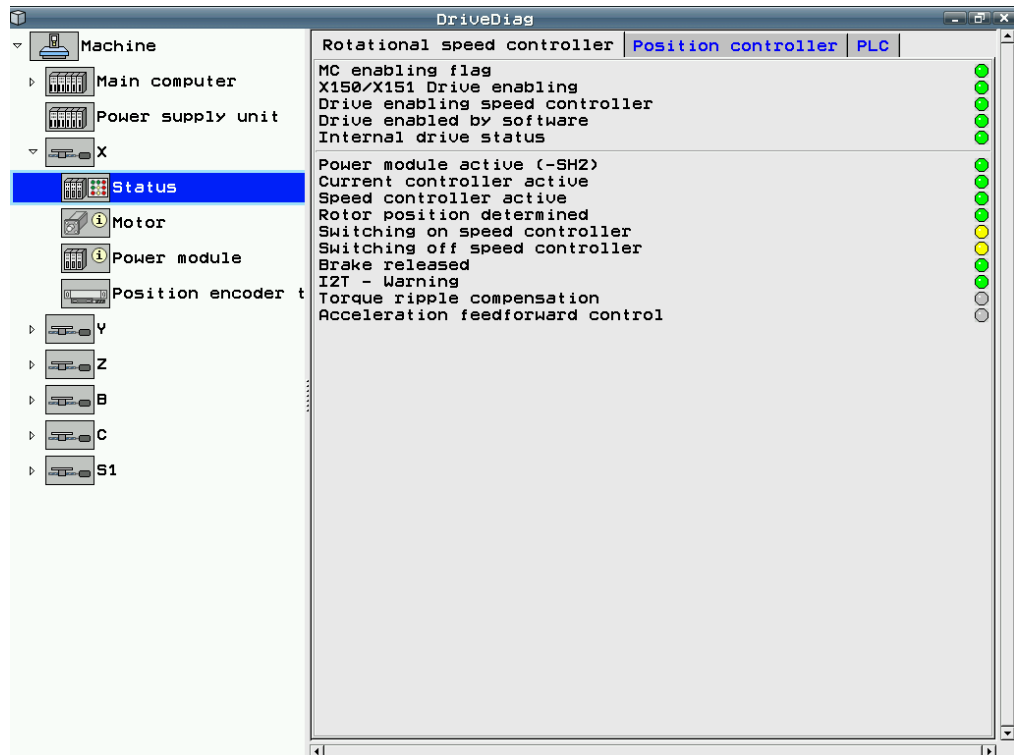 DriveDiag
Machine
Main computer
Power supply unit
X
Status
Motor
Power module
Position encoder t
Y
Z
B
C
S1
Rotational speed controller Position controller PLC
MC enabling flag
X150/X151 Drive enabling
Drive enabling speed controller
Drive enabled by software
Internal drive status
Power module active (-SH2)
Current controller active
Speed controller active
Rotor position determined
Switching on speed controller
Switching off speed controller
Brake released
I2T - Warning
Torque ripple compensation
Acceleration feedforward control